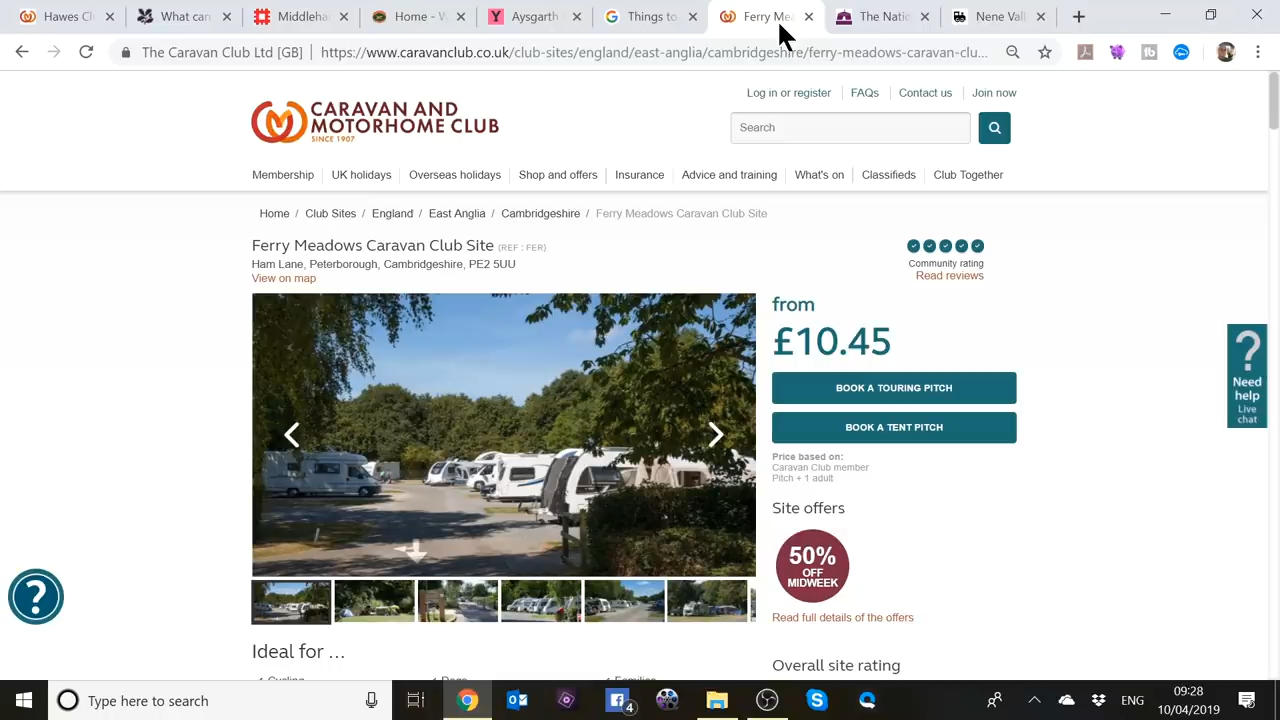 Hawes C
What can
Middleha
Motorhome - V
Aysgarth
Things to
Ferry Mea
The Nati
Nene Vall
The Caravan Club Ltd [GB] | https://www.caravanclub.co.uk/club-sites/england/east-anglia/cambridgeshire/ferry-meadows-caravan-clu...
Log in or register
FAQs
Contact us
Join now
CARAVAN AND
MOTORHOME CLUB
SINCE 1907
Search
Membership
UK holidays
Overseas holidays
Shop and offers
Insurance
Advice and training
What's on
Classifieds
Club Together
Home / Club Sites / England / East Anglia / Cambridgeshire / Ferry Meadows Caravan Club Site
Ferry Meadows Caravan Club Site (REF : FER)
Ham Lane, Peterborough, Cambridgeshire, PE2 5UU
View on map
Community rating
Read reviews
from
£10.45
BOOK A TOURING PITCH
BOOK A TENT PITCH
Price based on:
Caravan Club member
Pitch + 1 adult
Site offers
50%
OFF
MIDWEEK
Read full details of the offers
Overall site rating
?
Need
help
Live
chat
?
Ideal for ...
Cycling
Dogs
Families
Type here to search
4
ENG
09:28
10/04/2019